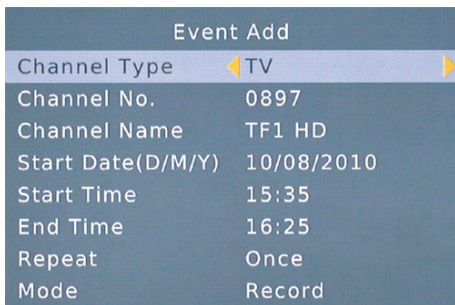 Event Add
Channel Type TV
Channel No. 0897
Channel Name TF1 HD
Start Date(D/M/Y) 10/08/2010
Start Time 15:35
End Time 16:25
Repeat Once
Mode Record